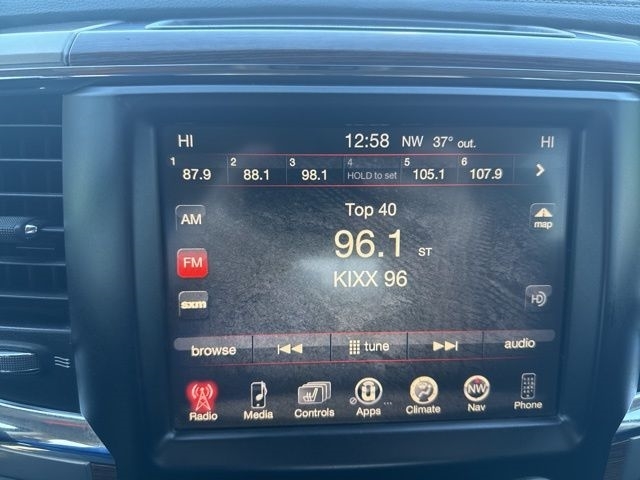 HI 12:58 NW 37° out. HI
1 2 3 4 5 6
87.9 88.1 98.1 HOLD to set 105.1 107.9
Top 40
AM
map
96.1 ST
FM
KIXX 96
sxm HD
browse tune audio
Radio Media Controls Apps Climate Nav Phone
NW